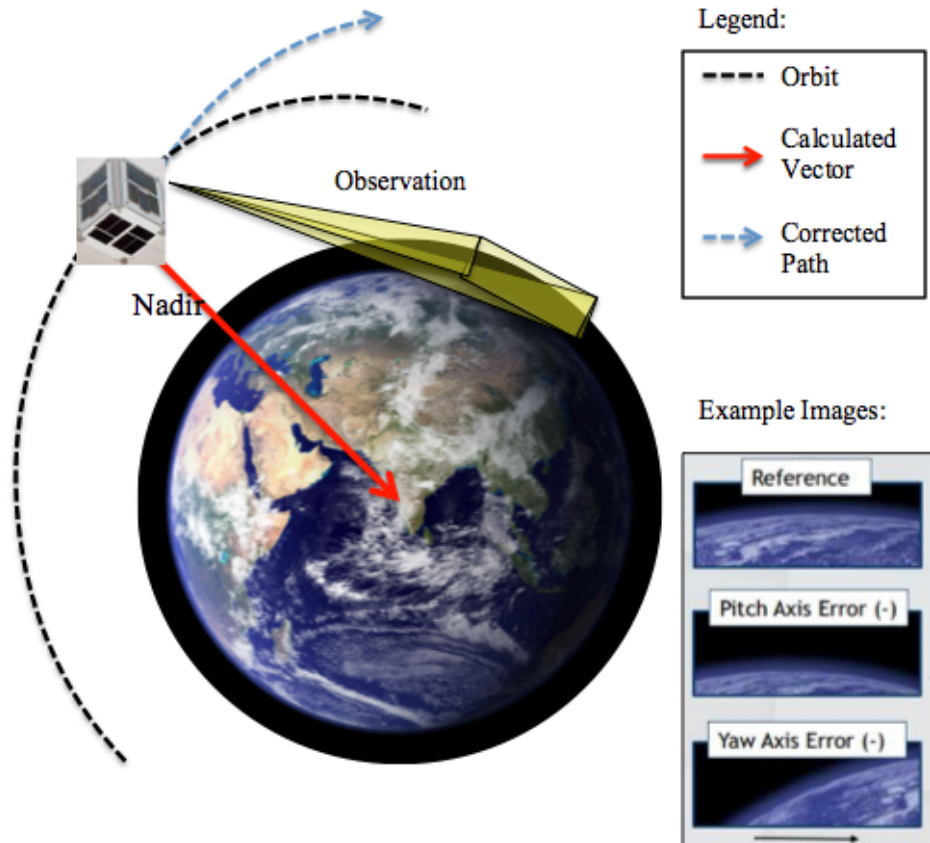 Legend:
Orbit
Calculated
Vector
Corrected
Path
Observation
Nadir
Example Images:
Reference
Pitch Axis Error (-)
Yaw Axis Error (-)